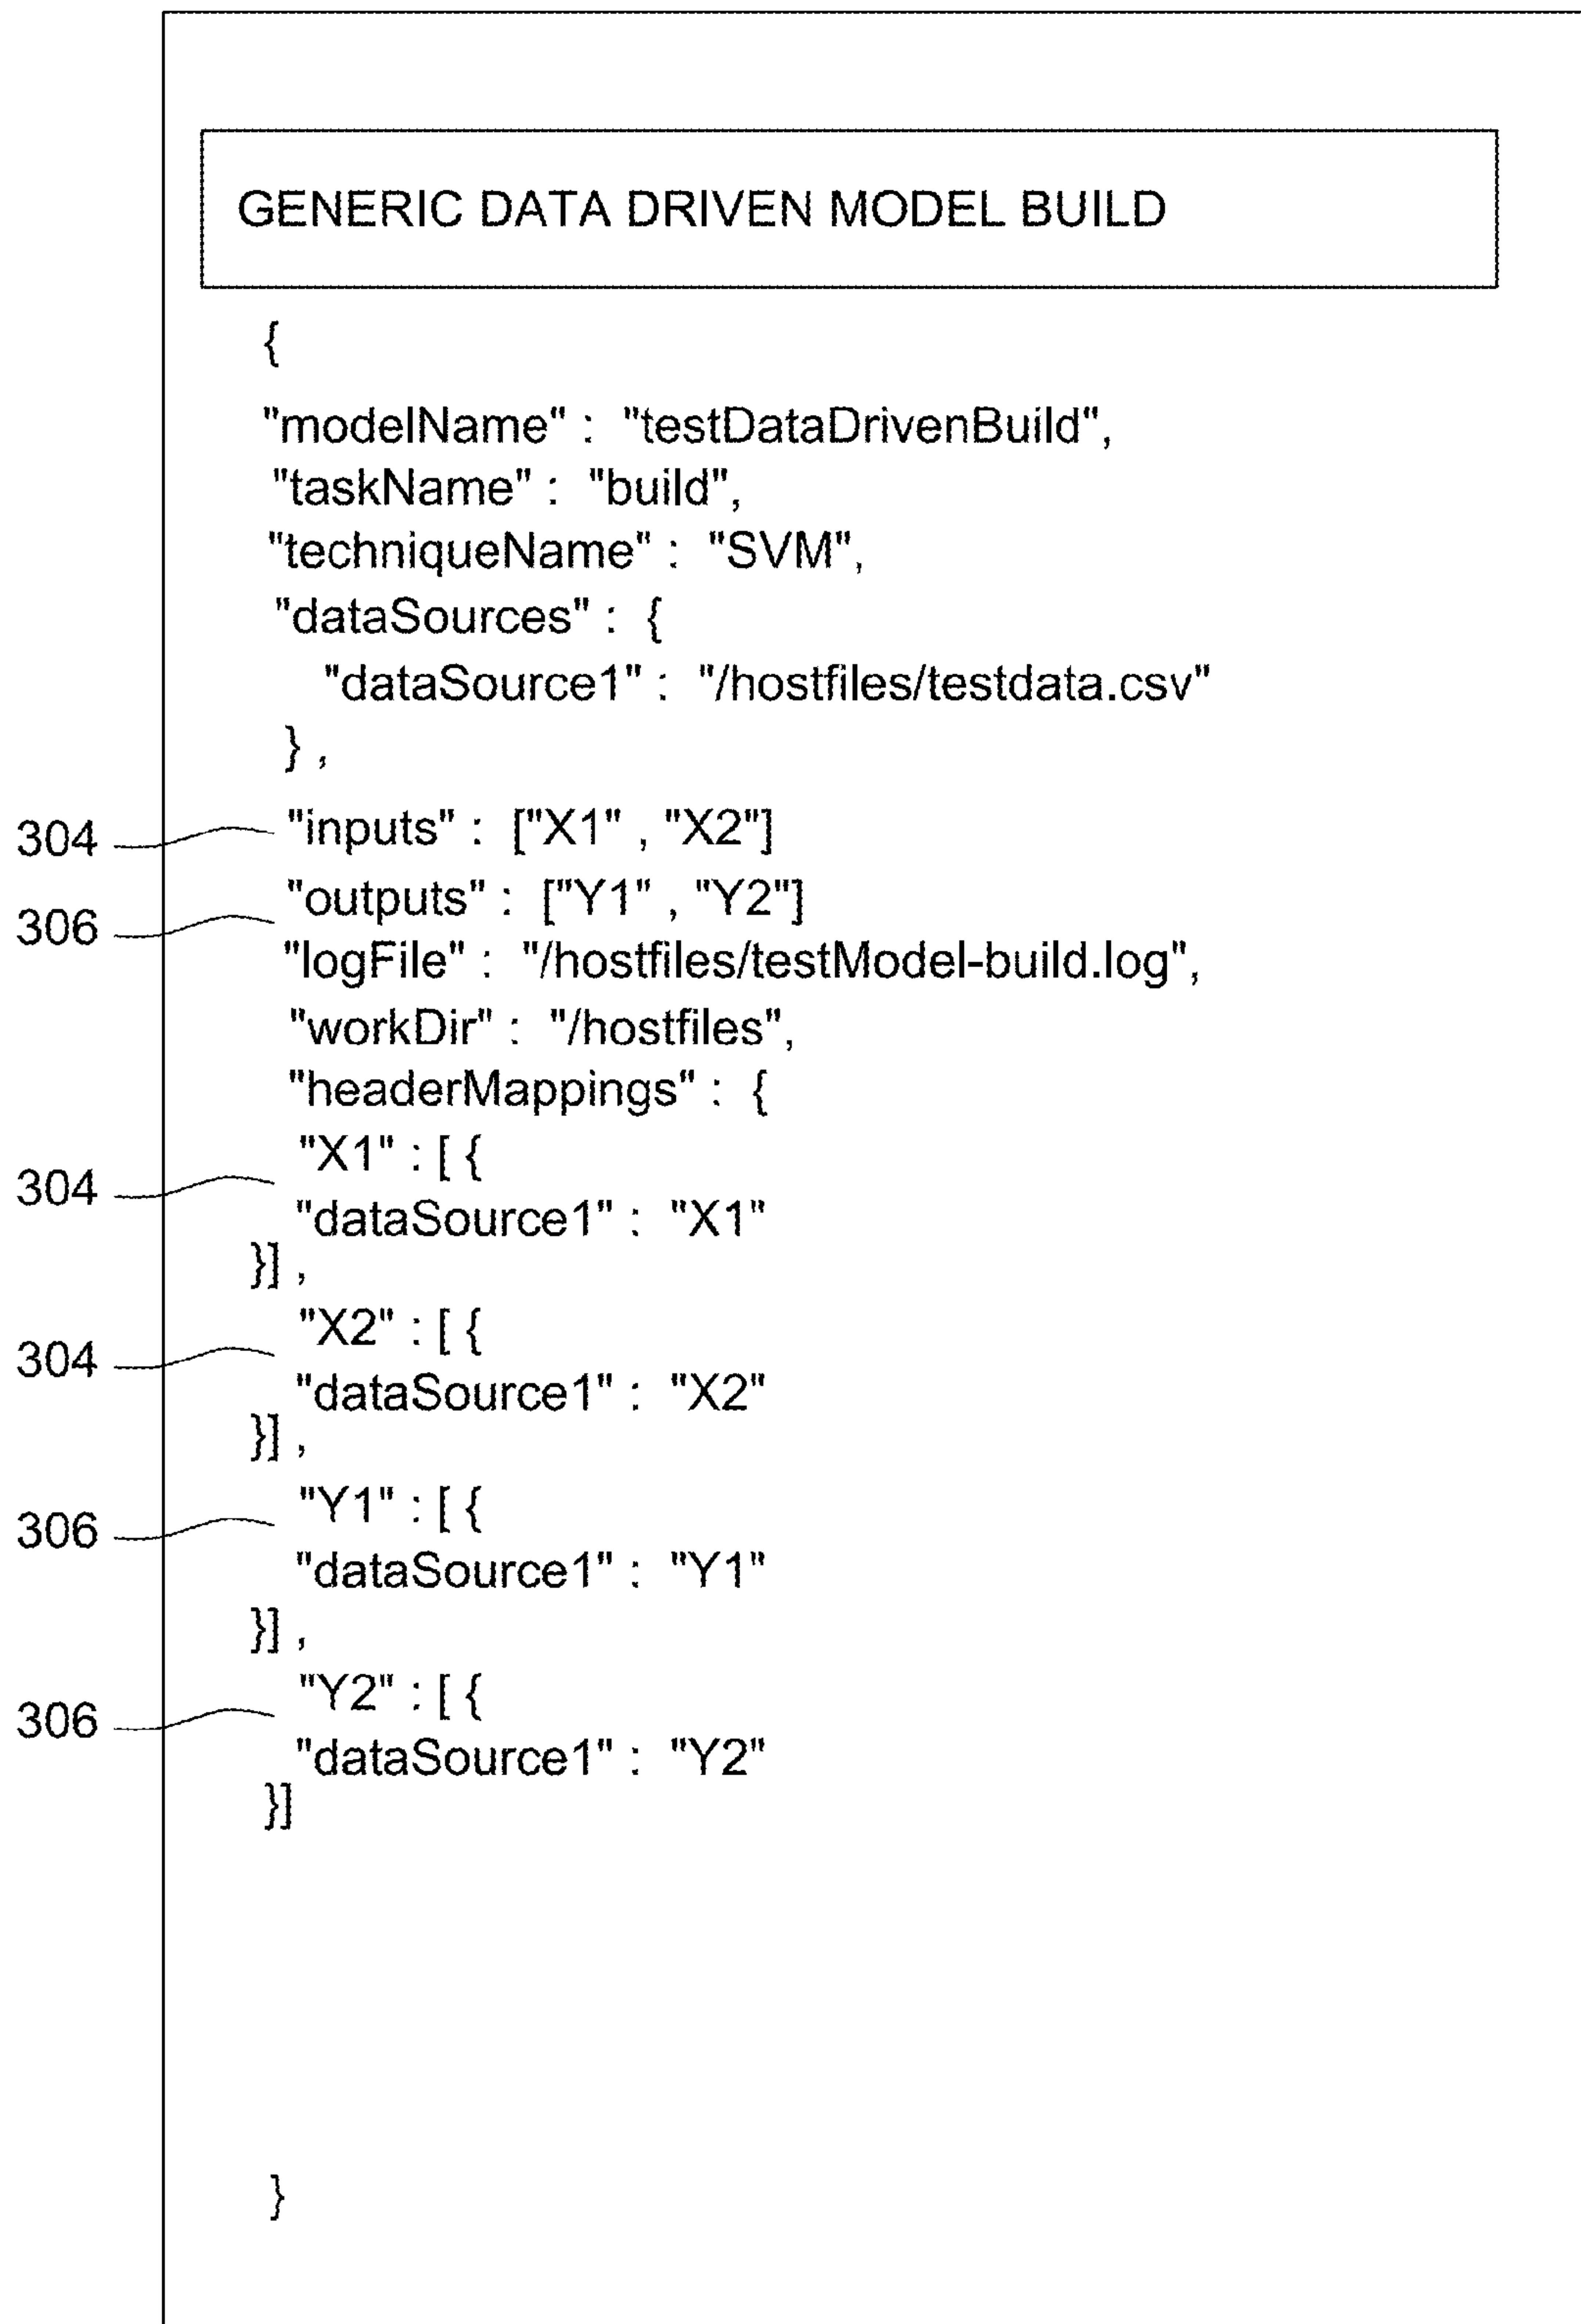 GENERIC DATA DRIVEN MODEL BUILD
{
"modelName" : "testDataDrivenBuild",
"taskName" : "build",
"techniqueName" : "SVM",
"dataSources" : {
"dataSource1" : "/hostfiles/testdata.csv"
} ,
304 "inputs" : ["X1" , "X2"]
"outputs" : ["Y1" , "Y2"]
306
"logFile" : "/hostfiles/testModel-build.log",
"workDir" : "/hostfiles",
"headerMappings" : {
"X1" : [ {
304
"dataSource1" : "X1"
}] ,
"X2" : [ {
304
"dataSource1" : "X2"
}] ,
"Y1" : [ {
306
"dataSource1" : "Y1"
}] ,
"Y2" : [ {
306
"dataSource1" : "Y2"
}]
}